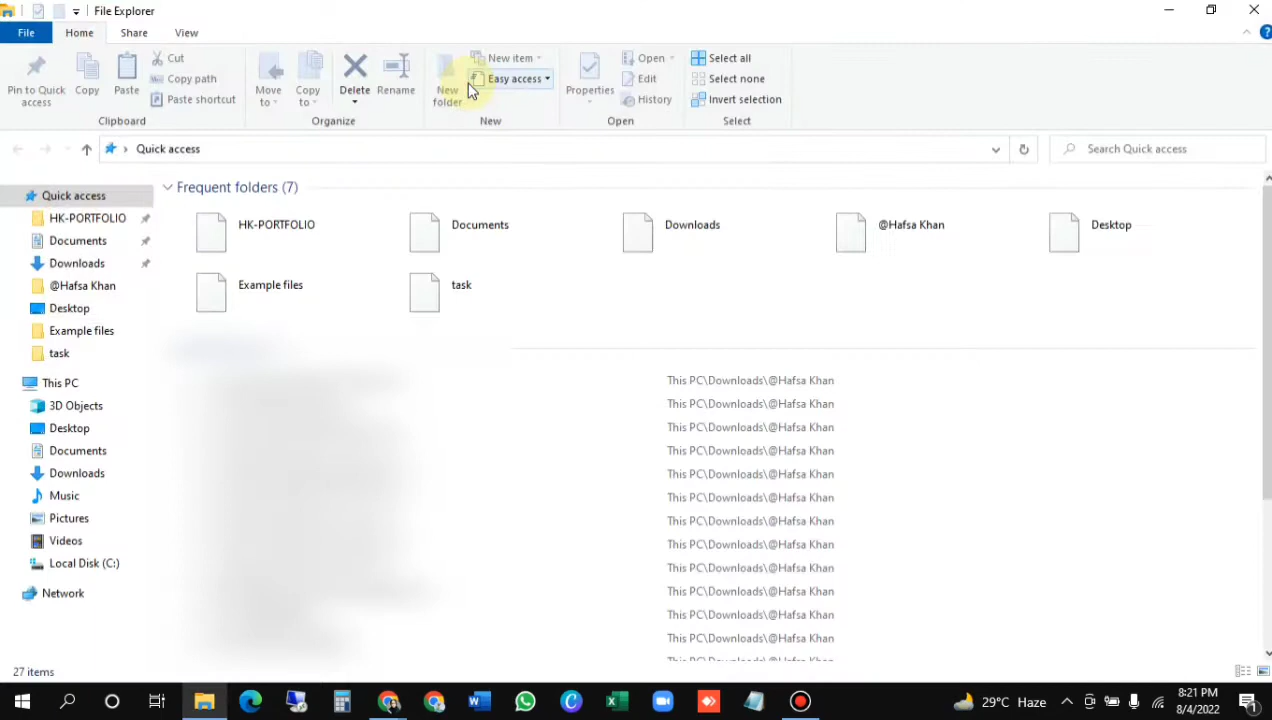 File Explorer
File Home Share View
Pin to Quick access
Copy
Paste
Cut
Copy path
Paste shortcut
Clipboard
Move to
Copy to
Delete
Rename
Organize
New folder
New item
Easy access
New
Properties
Open
Edit
History
Open
Select all
Select none
Invert selection
Select
Quick access
Search Quick access
Quick access
HK-PORTFOLIO
Documents
Downloads
@Hafsa Khan
Desktop
Example files
task
This PC
3D Objects
Desktop
Documents
Downloads
Music
Pictures
Videos
Local Disk (C:)
Network
Frequent folders (7)
HK-PORTFOLIO
Documents
Downloads
@Hafsa Khan
Desktop
Example files
task
This PC\Downloads\@Hafsa Khan
This PC\Downloads\@Hafsa Khan
This PC\Downloads\@Hafsa Khan
This PC\Downloads\@Hafsa Khan
This PC\Downloads\@Hafsa Khan
This PC\Downloads\@Hafsa Khan
This PC\Downloads\@Hafsa Khan
This PC\Downloads\@Hafsa Khan
This PC\Downloads\@Hafsa Khan
This PC\Downloads\@Hafsa Khan
This PC\Downloads\@Hafsa Khan
This PC\Downloads\@Hafsa Khan
27 items
29°C Haze
8:21 PM
8/4/2022